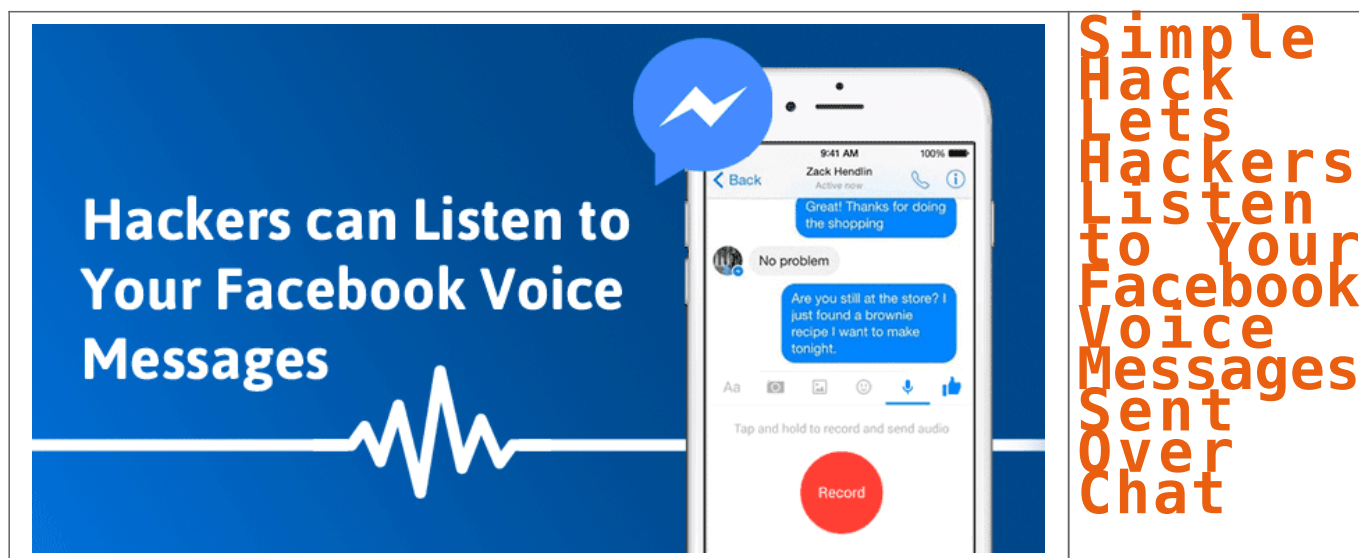 Hackers can Listen to
Your Facebook Voice
Messages
9:41 AM
100%
Back
Zack Hendlin
Active now
Great! Thanks for doing
the shopping
No problem
Are you still at the store? I
just found a brownie
recipe I want to make
tonight.
Aa
Tap and hold to record and send audio
Record
Simple
Hack
Lets
Hackers
Listen
to Your
Facebook
Voice
Messages
Sent
Over
Chat